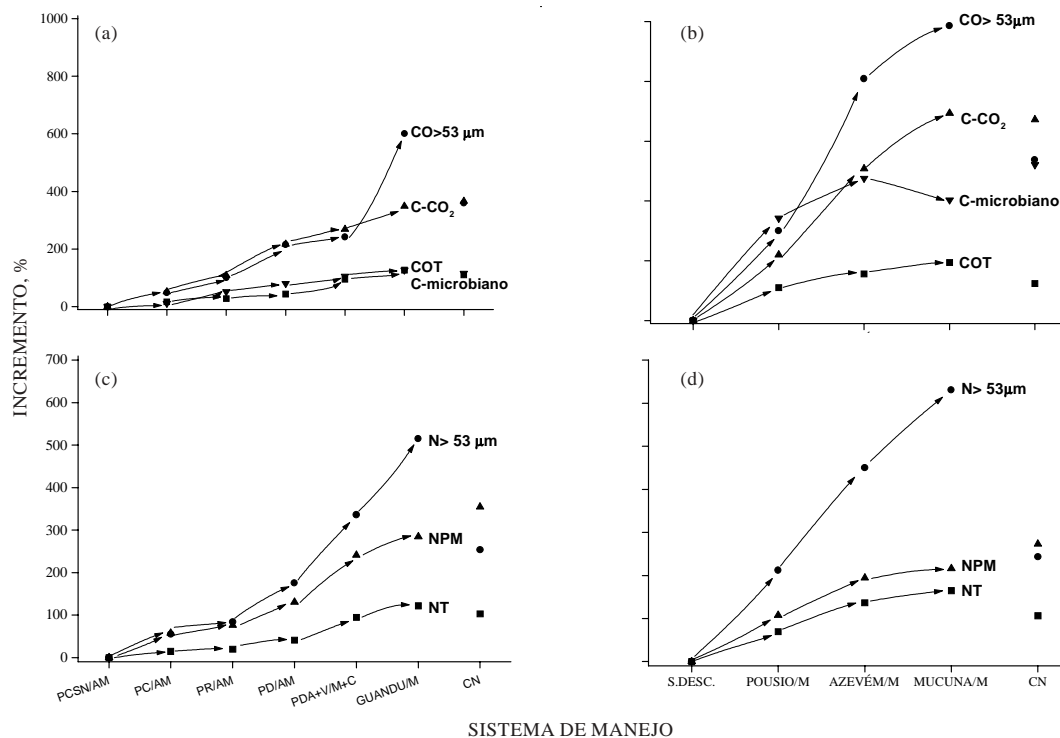 INCREMENTO, %
(a)
1000
800
600
400
200
0
CO>53 µm
C-CO2
COT
C-microbiano
(b)
CO> 53µm
C-CO2
C-microbiano
COT
(c)
700
600
500
400
300
200
100
0
N> 53 µm
NPM
NT
PCSN/AM
PC/AM
PR/AM
PD/AM
PDA+V/M+C
GUANDU/M
CN
(d)
N> 53µm
NPM
NT
S.DESC.
POUSIO/M
AZEVÉM/M
MUCUNA/M
CN
SISTEMA DE MANEJO